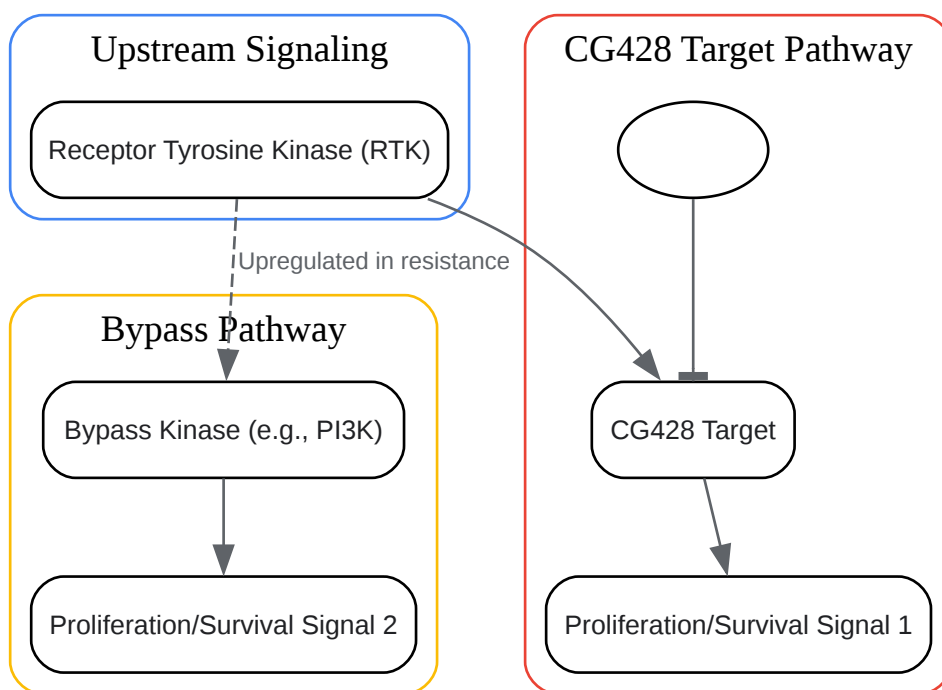 Upstream Signaling
CG428 Target Pathway
Receptor Tyrosine Kinase (RTK)
Upregulated in resistance
Bypass Pathway
Bypass Kinase (e.g., PI3K)
CG428 Target
Proliferation/Survival Signal 2
Proliferation/Survival Signal 1